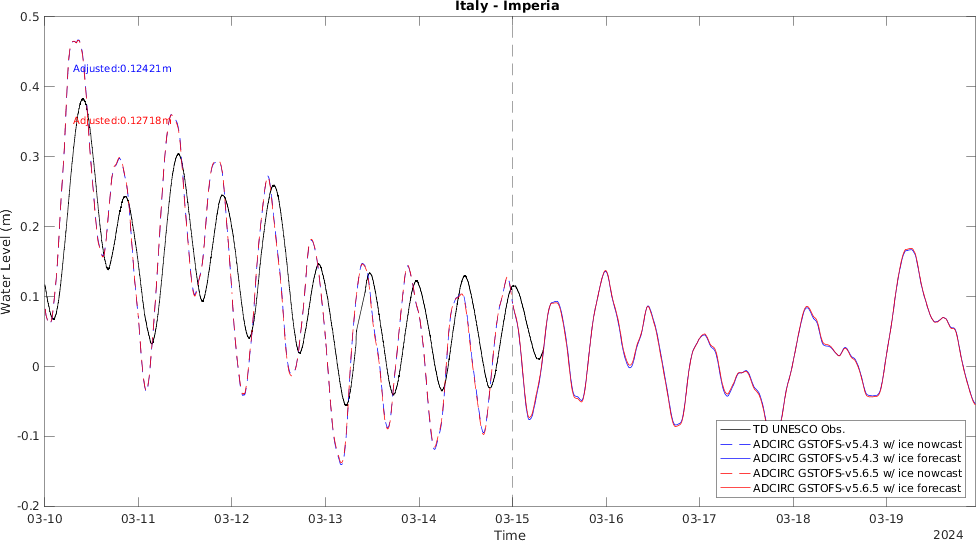 Italy - Imperia
0.5
0.4
0.3
0.2
0.1
0
-0.1
-0.2
Water Level (m)
Adjusted:0.12421m
Adjusted:0.12718m
TD UNESCO Obs.
ADCIRC GSTOFS-v5.4.3 w/ ice nowcast
ADCIRC GSTOFS-v5.4.3 w/ ice forecast
ADCIRC GSTOFS-v5.6.5 w/ ice nowcast
ADCIRC GSTOFS-v5.6.5 w/ ice forecast
03-10 03-11 03-12 03-13 03-14 03-15 03-16 03-17 03-18 03-19
Time
2024